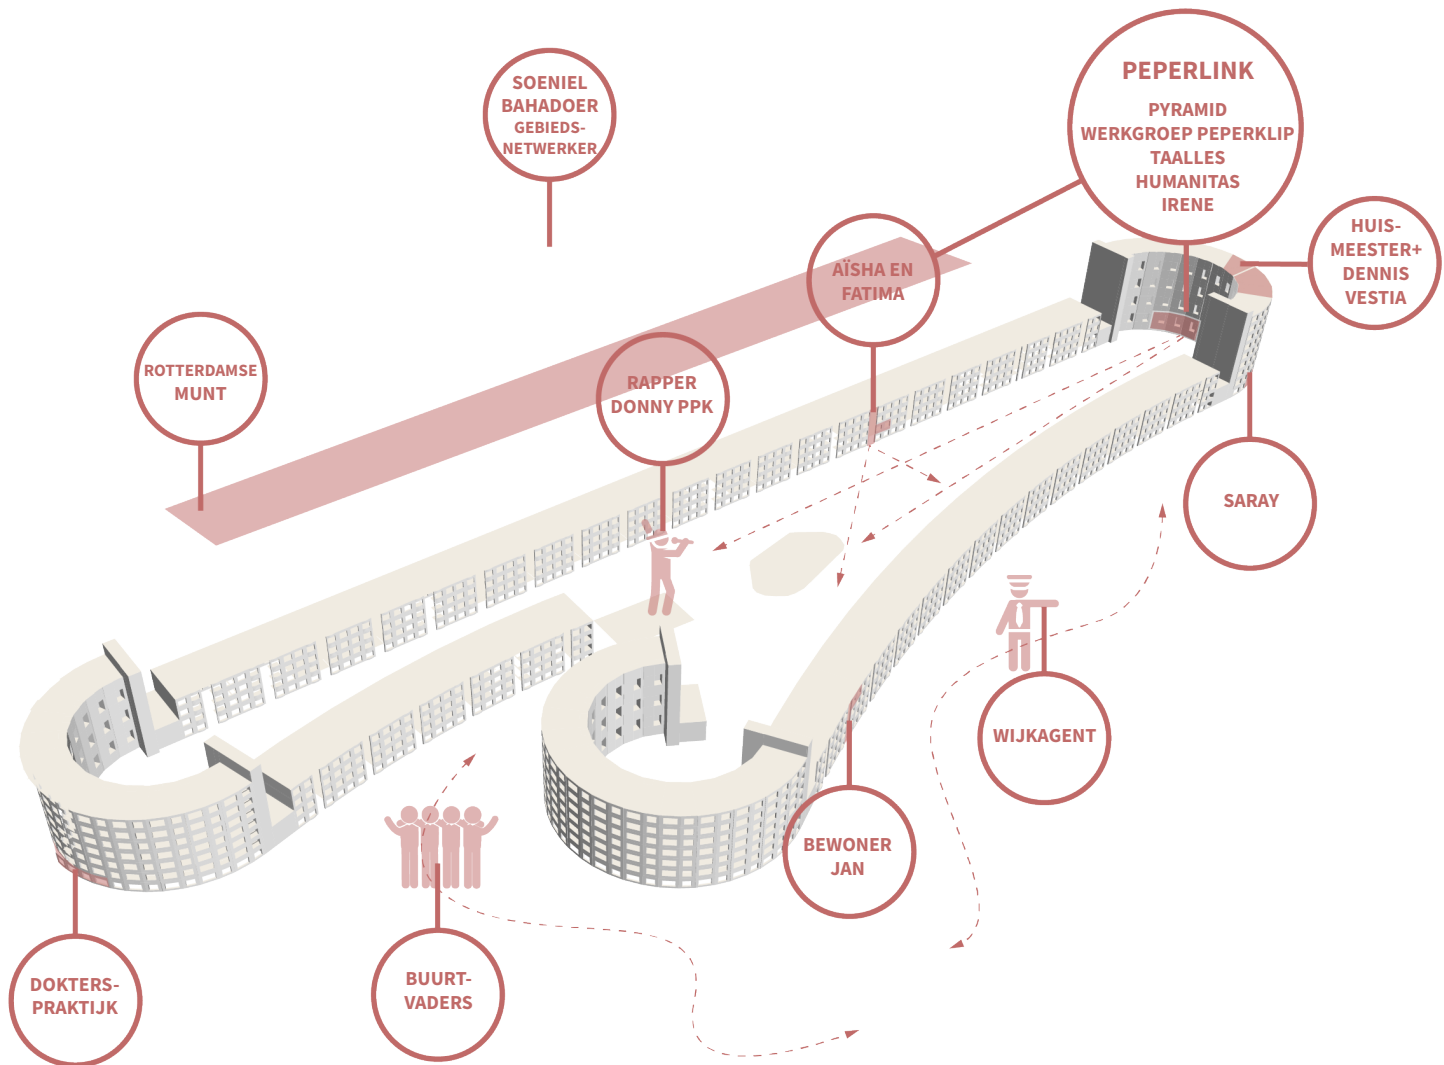 SOENIEL
BAHADOER
GEBIEDS-
NETWERKER
PEPERLINK
PYRAMID
WERKGROEP PEPERKLIP
TAALLES
HUMANITAS
IRENE
HUIS-
MEESTER+
DENNIS
VESTIA
AÏSHA EN
FATIMA
ROTTERDAMSE
MUNT
RAPPER
DONNY PPK
SARAY
WIJKAGENT
BEWONER
JAN
DOKTERS-
PRAKTIJK
BUURT-
VADERS